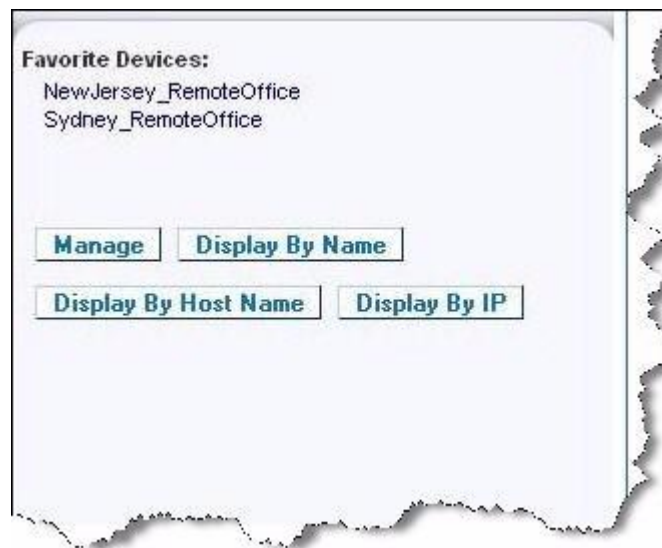 Favorite Devices:
NewJersey_RemoteOffice
Sydney_RemoteOffice
Manage Display By Name
Display By Host Name Display By IP